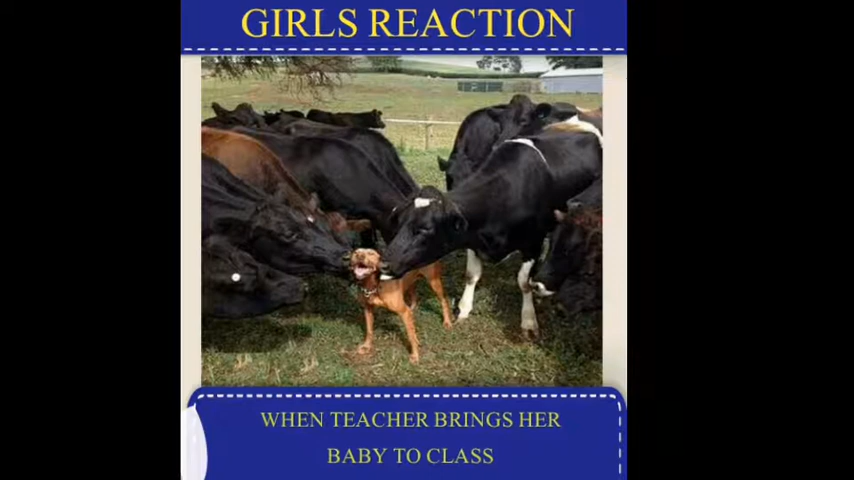 GIRLS REACTION
WHEN TEACHER BRINGS HER
BABY TO CLASS